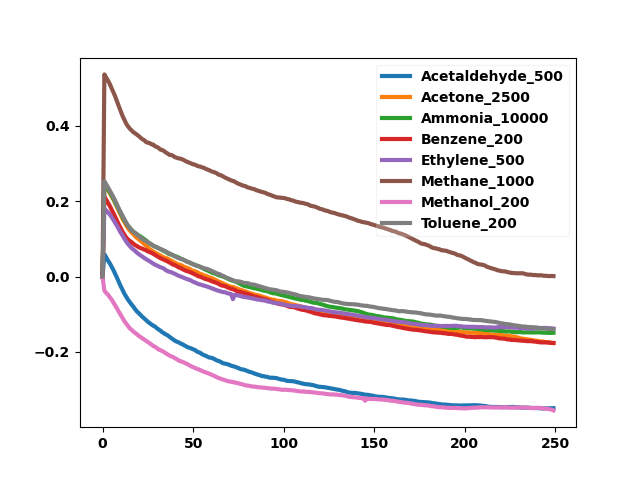 Acetaldehyde_500
Acetone_2500
Ammonia_10000
Benzene_200
Ethylene_500
Methane_1000
Methanol_200
Toluene_200
0.4
0.2
0.0
−0.2
0 50 100 150 200 250